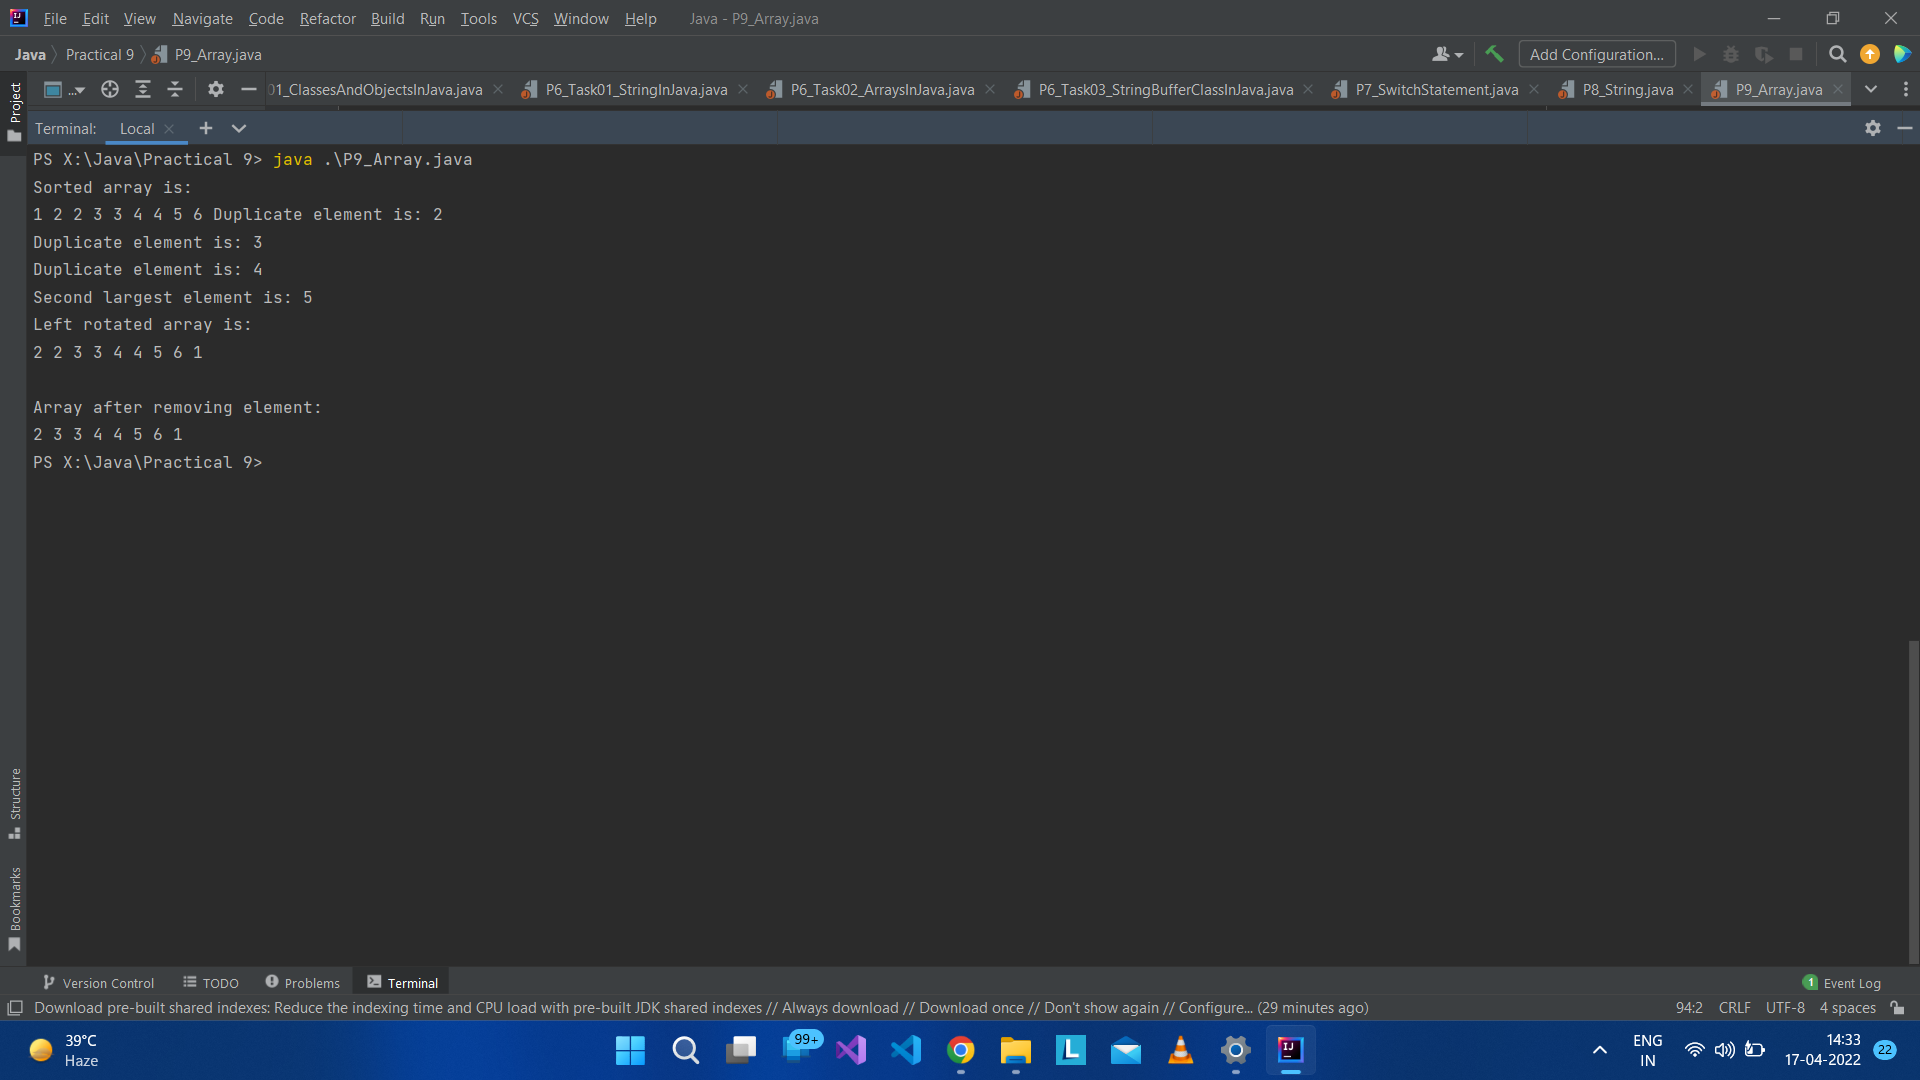 File Edit View Navigate Code Refactor Build Run Tools VCS Window Help Java - P9_Array.java
Java Practical 9 P9_Array.java Add Configuration...
Project ... 01_ClassesAndObjectsInJava.java P6_Task01_StringInJava.java P6_Task02_ArraysInJava.java P6_Task03_StringBufferClassInJava.java P7_SwitchStatement.java P8_String.java P9_Array.java
Terminal: Local
PS X:\Java\Practical 9> java .\P9_Array.java
Sorted array is:
1 2 2 3 3 4 4 5 6 Duplicate element is: 2
Duplicate element is: 3
Duplicate element is: 4
Second largest element is: 5
Left rotated array is:
2 2 3 3 4 4 5 6 1
Array after removing element:
2 3 3 4 4 5 6 1
PS X:\Java\Practical 9>
Structure
Bookmarks
Version Control TODO Problems Terminal 1 Event Log
Download pre-built shared indexes: Reduce the indexing time and CPU load with pre-built JDK shared indexes // Always download // Download once // Don't show again // Configure... (29 minutes ago) 94:2 CRLF UTF-8 4 spaces
39°C 99+ L IJ ENG 14:33 22
Haze IN 17-04-2022